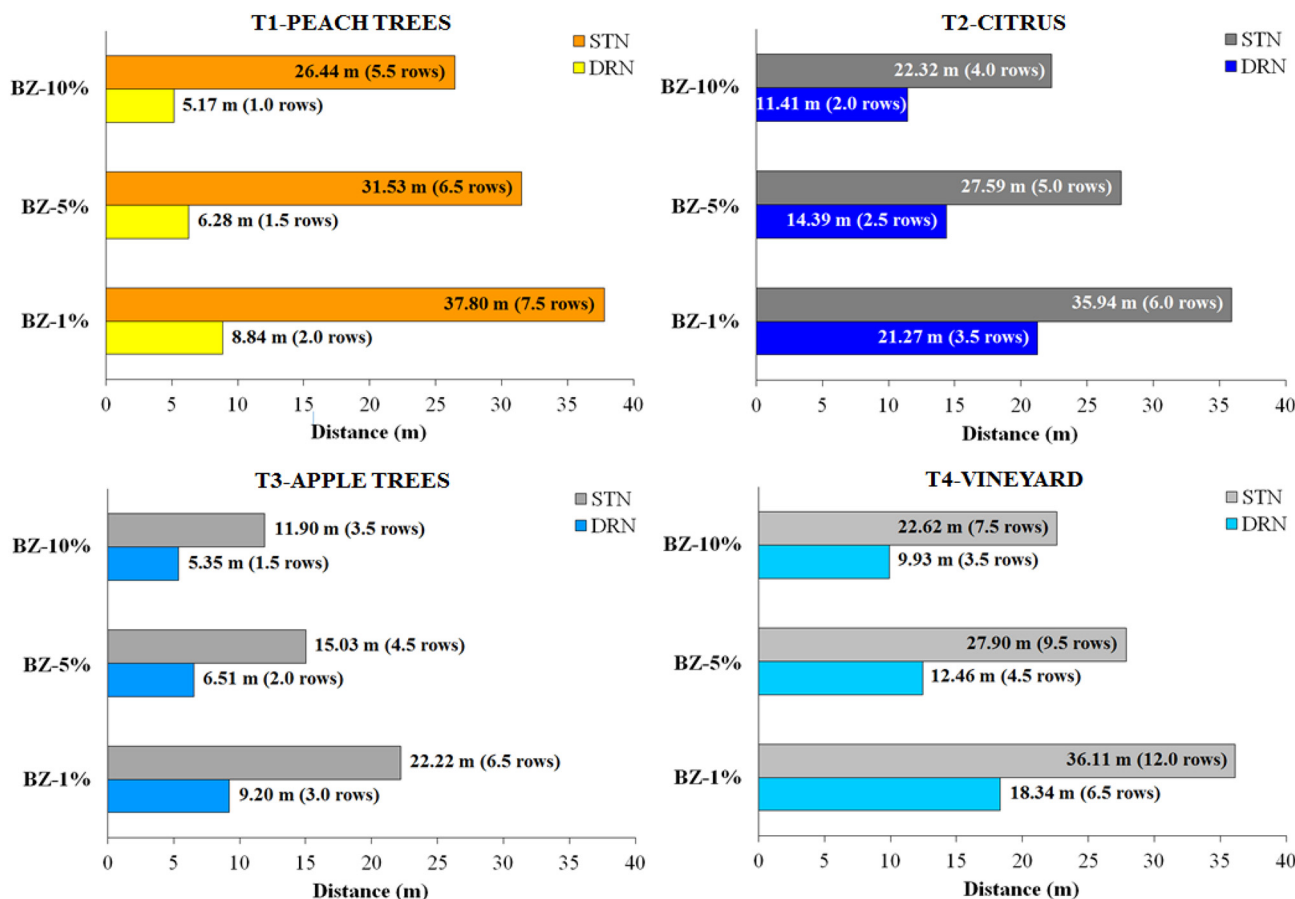 T1-PEACH TREES
STN
DRN
BZ-10%
26.44 m (5.5 rows)
5.17 m (1.0 rows)
BZ-5%
31.53 m (6.5 rows)
6.28 m (1.5 rows)
BZ-1%
37.80 m (7.5 rows)
8.84 m (2.0 rows)
0 5 10 15 20 25 30 35 40
Distance (m)
T2-CITRUS
STN
DRN
BZ-10%
22.32 m (4.0 rows)
11.41 m (2.0 rows)
BZ-5%
27.59 m (5.0 rows)
14.39 m (2.5 rows)
BZ-1%
35.94 m (6.0 rows)
21.27 m (3.5 rows)
0 5 10 15 20 25 30 35 40
Distance (m)
T3-APPLE TREES
STN
DRN
BZ-10%
11.90 m (3.5 rows)
5.35 m (1.5 rows)
BZ-5%
15.03 m (4.5 rows)
6.51 m (2.0 rows)
BZ-1%
22.22 m (6.5 rows)
9.20 m (3.0 rows)
0 5 10 15 20 25 30 35 40
Distance (m)
T4-VINEYARD
STN
DRN
BZ-10%
22.62 m (7.5 rows)
9.93 m (3.5 rows)
BZ-5%
27.90 m (9.5 rows)
12.46 m (4.5 rows)
BZ-1%
36.11 m (12.0 rows)
18.34 m (6.5 rows)
0 5 10 15 20 25 30 35 40
Distance (m)